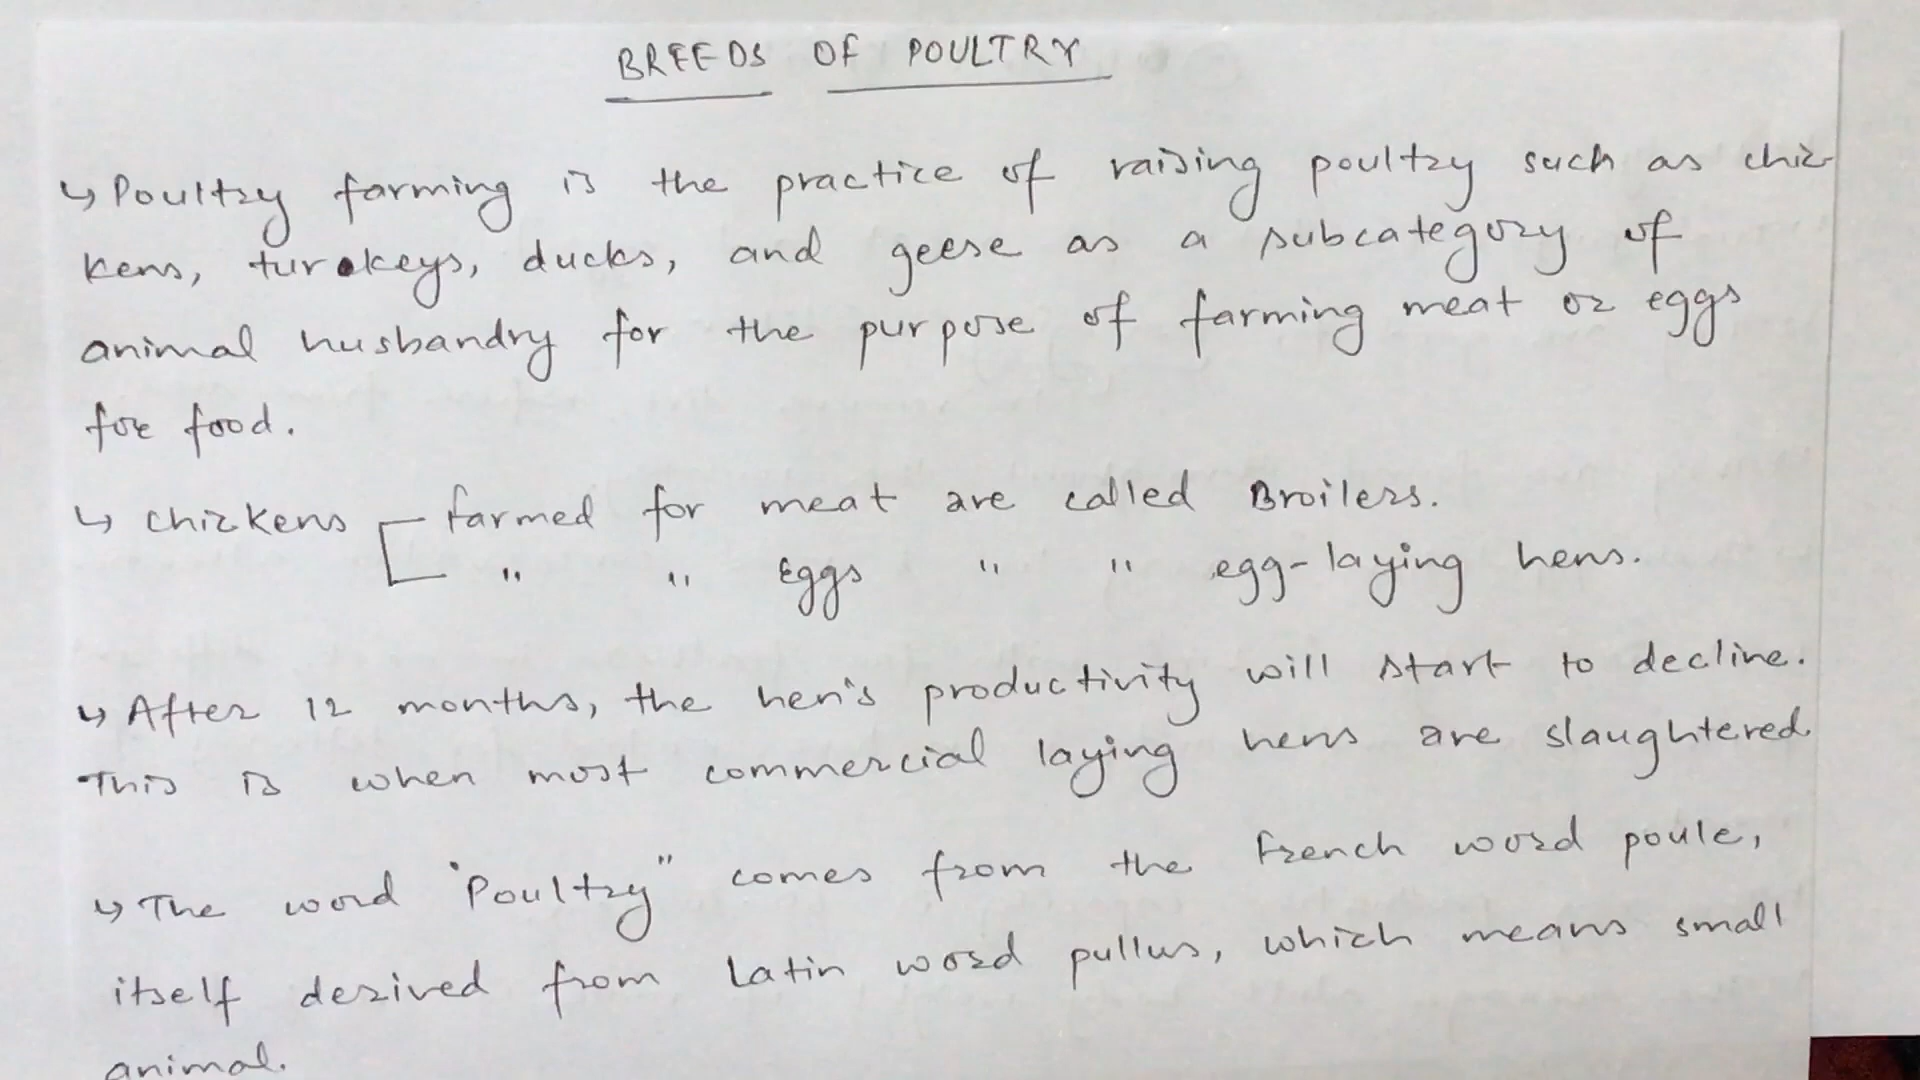 BREEDS OF POULTRY
↳ Poultry farming is the practice of raising poultry such as chic
kens, turkeys, ducks, and geese as a subcategory of
animal husbandry for the purpose of farming meat or eggs
for food.
↳ chickens farmed for meat are called Broilers.
" " Eggs " " egg-laying hens.
↳ After 12 months, the hen's productivity will start to decline.
This is when most commercial laying hens are slaughtered.
↳ The word "Poultry" comes from the French word poule,
itself derived from Latin word pullus, which means small
animal.